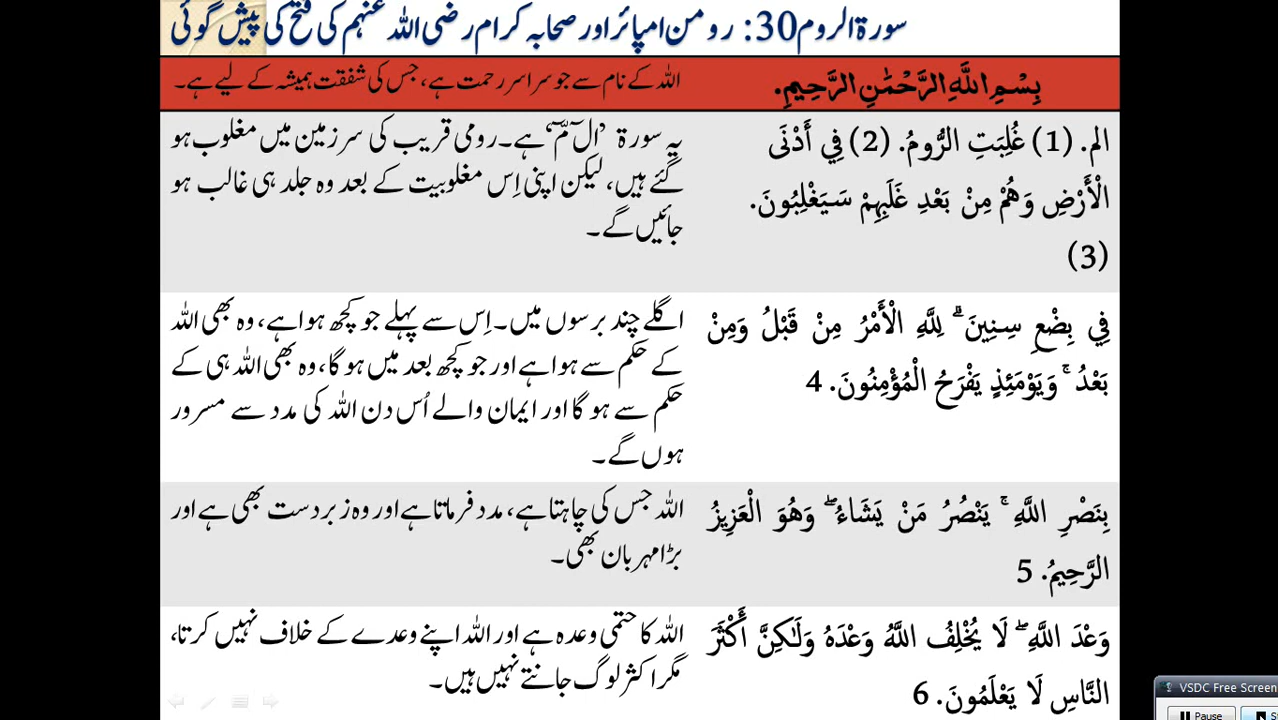 سورۃ الروم 30: رومن امپائر اور صحابہ کرام رضی اللہ عنہم کی فتح کی پیش گوئی
بِسْمِ اللَّهِ الرَّحْمَٰنِ الرَّحِيمِ.
اللہ کے نام سے جو سراسر رحمت ہے، جس کی شفقت ہمیشہ کے لیے ہے۔
الم. (1) غُلِبَتِ الرُّومُ. (2) فِي أَدْنَى
الْأَرْضِ وَهُمْ مِنْ بَعْدِ غَلَبِهِمْ سَيَغْلِبُونَ.
(3)
یہ سورۃ ’الٓمّٓ‘ ہے۔ رومی قریب کی سرزمین میں مغلوب ہو
گئے ہیں، لیکن اپنی اِس مغلوبیت کے بعد وہ جلد ہی غالب ہو
جائیں گے۔
فِي بِضْعِ سِنِينَ ۗ لِلَّهِ الْأَمْرُ مِنْ قَبْلُ وَمِنْ
بَعْدُ ۚ وَيَوْمَئِذٍ يَفْرَحُ الْمُؤْمِنُونَ. 4
اگلے چند برسوں میں۔ اِس سے پہلے جو کچھ ہوا ہے، وہ بھی اللہ
کے حکم سے ہوا ہے اور جو کچھ بعد میں ہو گا، وہ بھی اللہ ہی کے
حکم سے ہو گا اور ایمان والے اُس دن اللہ کی مدد سے مسرور
ہوں گے۔
بِنَصْرِ اللَّهِ ۚ يَنْصُرُ مَنْ يَشَاءُ ۖ وَهُوَ الْعَزِيزُ
الرَّحِيمُ. 5
اللہ جس کی چاہتا ہے، مدد فرماتا ہے اور وہ زبردست بھی ہے اور
بڑا مہربان بھی۔
وَعْدَ اللَّهِ ۖ لَا يُخْلِفُ اللَّهُ وَعْدَهُ وَلَٰكِنَّ أَكْثَرَ
النَّاسِ لَا يَعْلَمُونَ. 6
اللہ کا حتمی وعدہ ہے اور اللہ اپنے وعدے کے خلاف نہیں کرتا،
مگر اکثر لوگ جانتے نہیں ہیں۔
VSDC Free Screen
Pause